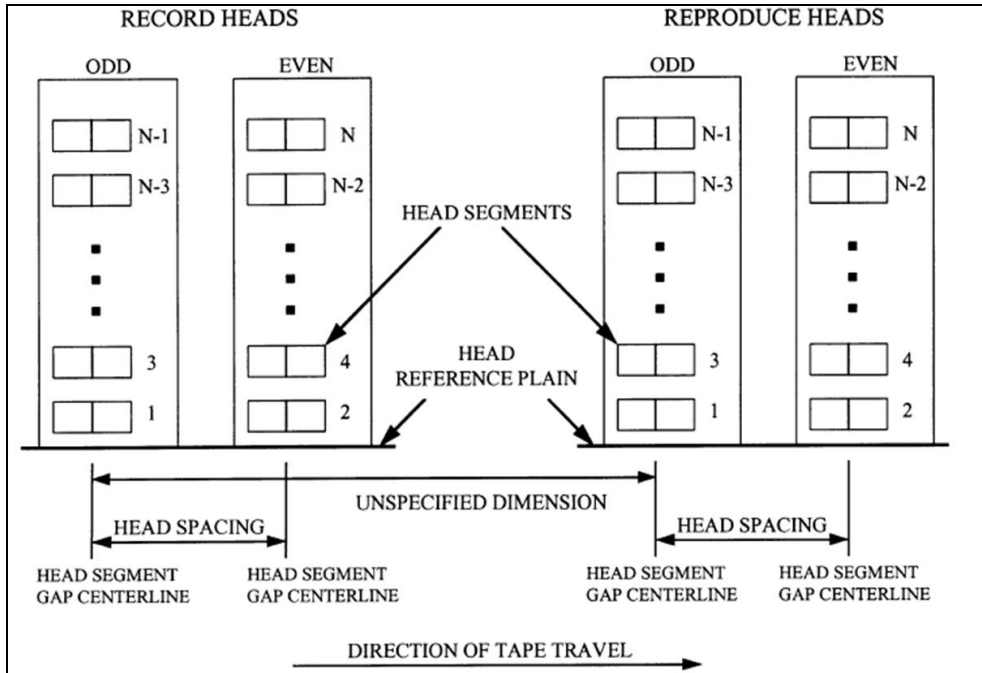 RECORD HEADS
REPRODUCE HEADS
ODD
EVEN
ODD
EVEN
N-1
N
N-1
N
N-3
N-2
N-3
N-2
HEAD SEGMENTS
3
4
HEAD
REFERENCE PLAIN
3
4
1
2
1
2
UNSPECIFIED DIMENSION
HEAD SPACING
HEAD SPACING
HEAD SEGMENT
GAP CENTERLINE
HEAD SEGMENT
GAP CENTERLINE
HEAD SEGMENT
GAP CENTERLINE
HEAD SEGMENT
GAP CENTERLINE
DIRECTION OF TAPE TRAVEL